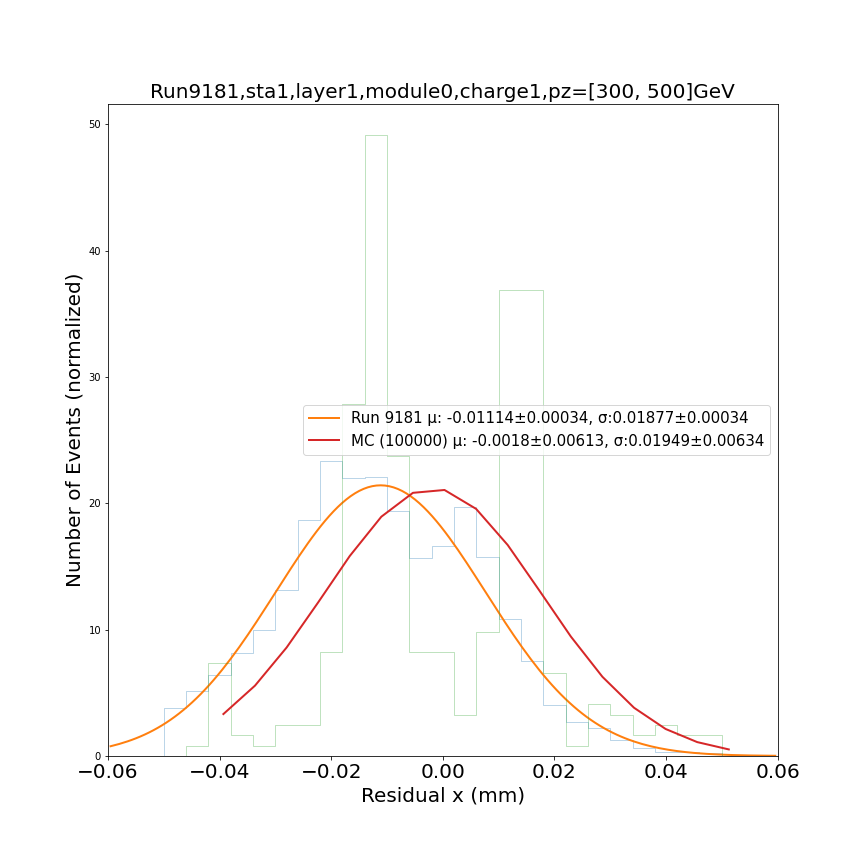 Run9181,sta1,layer1,module0,charge1,pz=[300, 500]GeV
50
40
30
20
10
0
Number of Events (normalized)
Run 9181 μ: -0.01114±0.00034, σ:0.01877±0.00034
MC (100000) μ: -0.0018±0.00613, σ:0.01949±0.00634
−0.06 −0.04 −0.02 0.00 0.02 0.04 0.06
Residual x (mm)